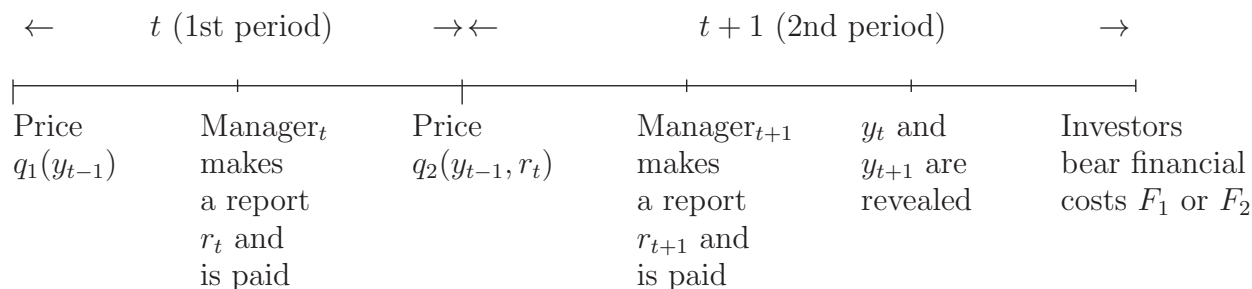 ← t (1st period) →← t + 1 (2nd period) →
Price Manager_t Price Manager_{t+1} y_t and Investors
q_1(y_{t−1}) makes q_2(y_{t−1}, r_t) makes y_{t+1} are bear financial
a report a report revealed costs F_1 or F_2
r_t and r_{t+1} and
is paid is paid